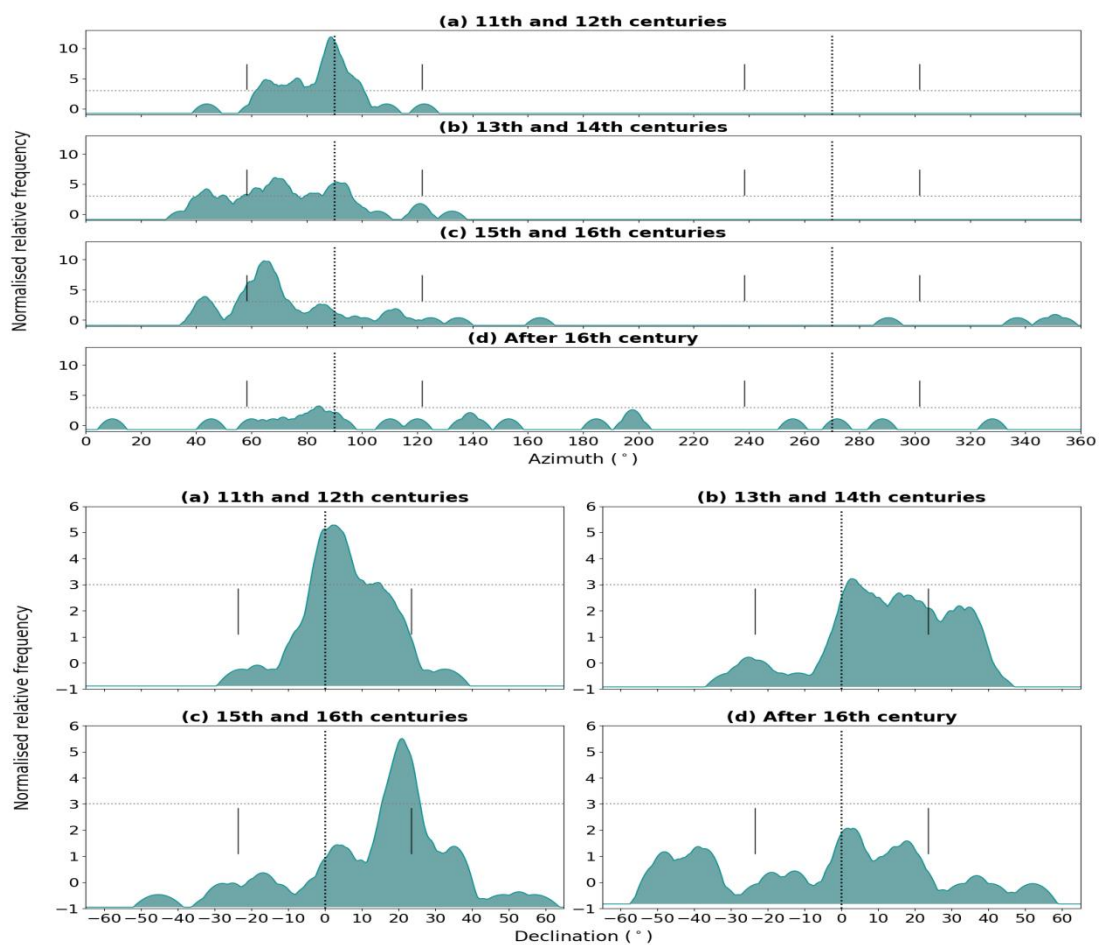 (a) 11th and 12th centuries
10
5
0
(b) 13th and 14th centuries
10
5
0
(c) 15th and 16th centuries
10
5
0
(d) After 16th century
10
5
0
0 20 40 60 80 100 120 140 160 180 200 220 240 260 280 300 320 340 360
Azimuth (°)
Normalised relative frequency
(a) 11th and 12th centuries
6
5
4
3
2
1
0
−1
(b) 13th and 14th centuries
6
5
4
3
2
1
0
−1
(c) 15th and 16th centuries
6
5
4
3
2
1
0
−1
−60 −50 −40 −30 −20 −10 0 10 20 30 40 50 60
(d) After 16th century
6
5
4
3
2
1
0
−1
−60 −50 −40 −30 −20 −10 0 10 20 30 40 50 60
Declination (°)
Normalised relative frequency